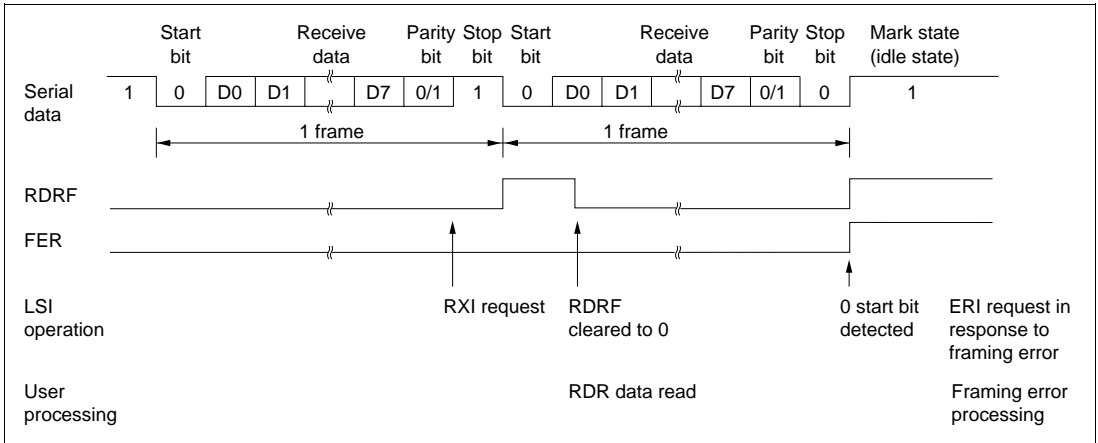 Start bit Receive data Parity bit Stop bit Start bit Receive data Parity bit Stop bit Mark state (idle state)
Serial data 1 0 D0 D1 D7 0/1 1 0 D0 D1 D7 0/1 0 1
1 frame 1 frame
RDRF
FER
LSI operation RXI request RDRF cleared to 0 0 start bit detected ERI request in response to framing error
User processing RDR data read Framing error processing